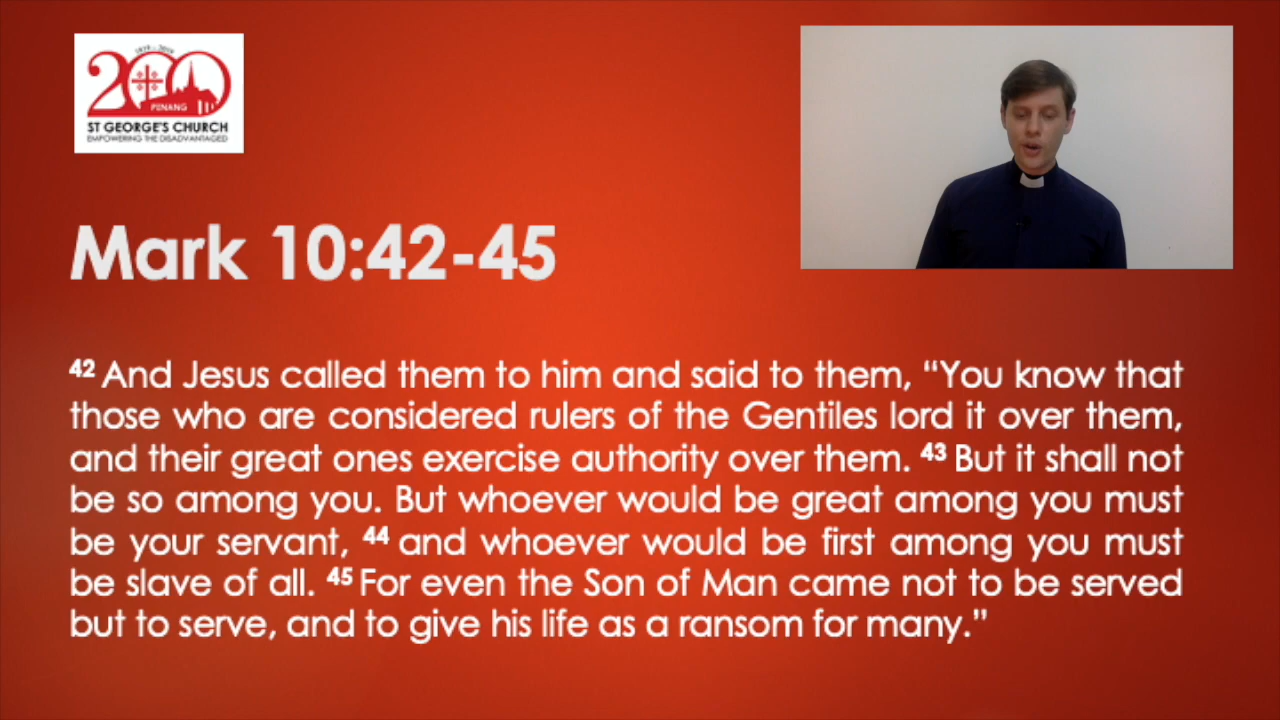 1819 - 2019
200
PENANG
ST GEORGE'S CHURCH
EMPOWERING THE DISADVANTAGED
Mark 10:42-45
42 And Jesus called them to him and said to them, “You know that
those who are considered rulers of the Gentiles lord it over them,
and their great ones exercise authority over them. 43 But it shall not
be so among you. But whoever would be great among you must
be your servant, 44 and whoever would be first among you must
be slave of all. 45 For even the Son of Man came not to be served
but to serve, and to give his life as a ransom for many.”